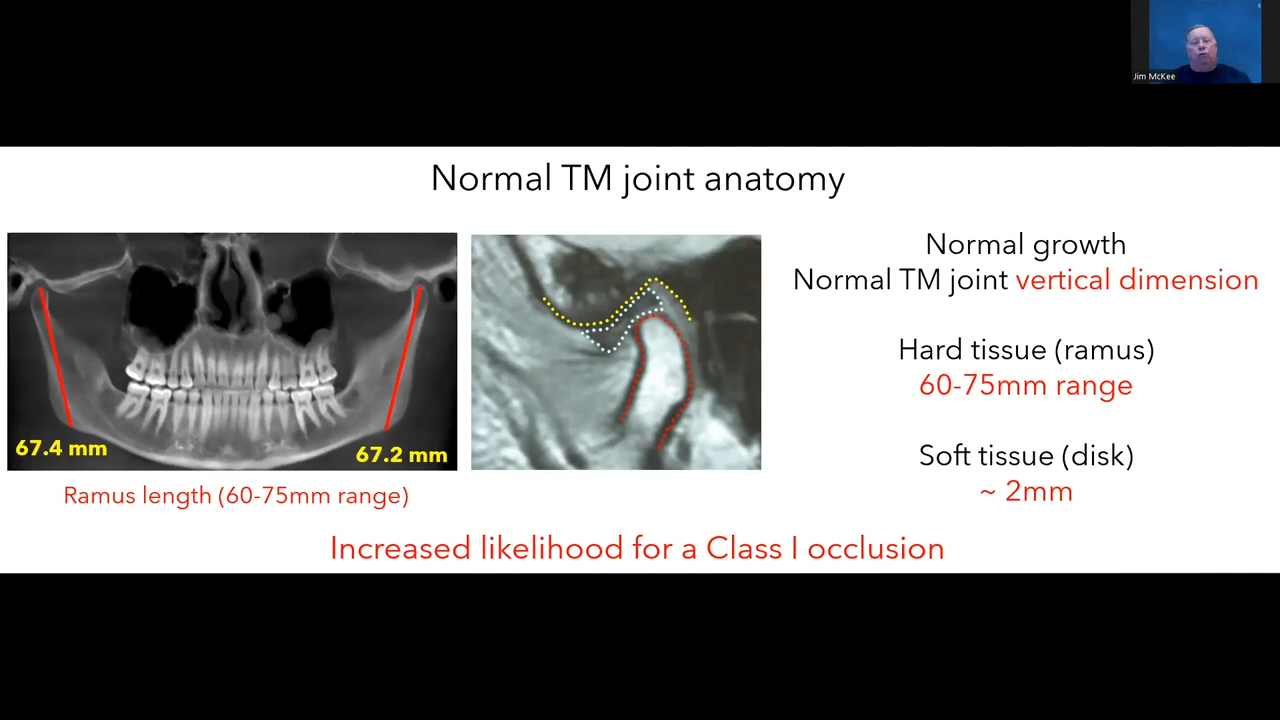 Jim McKee
Normal TM joint anatomy
67.4 mm
67.2 mm
Ramus length (60-75mm range)
Normal growth
Normal TM joint vertical dimension
Hard tissue (ramus)
60-75mm range
Soft tissue (disk)
~ 2mm
Increased likelihood for a Class I occlusion